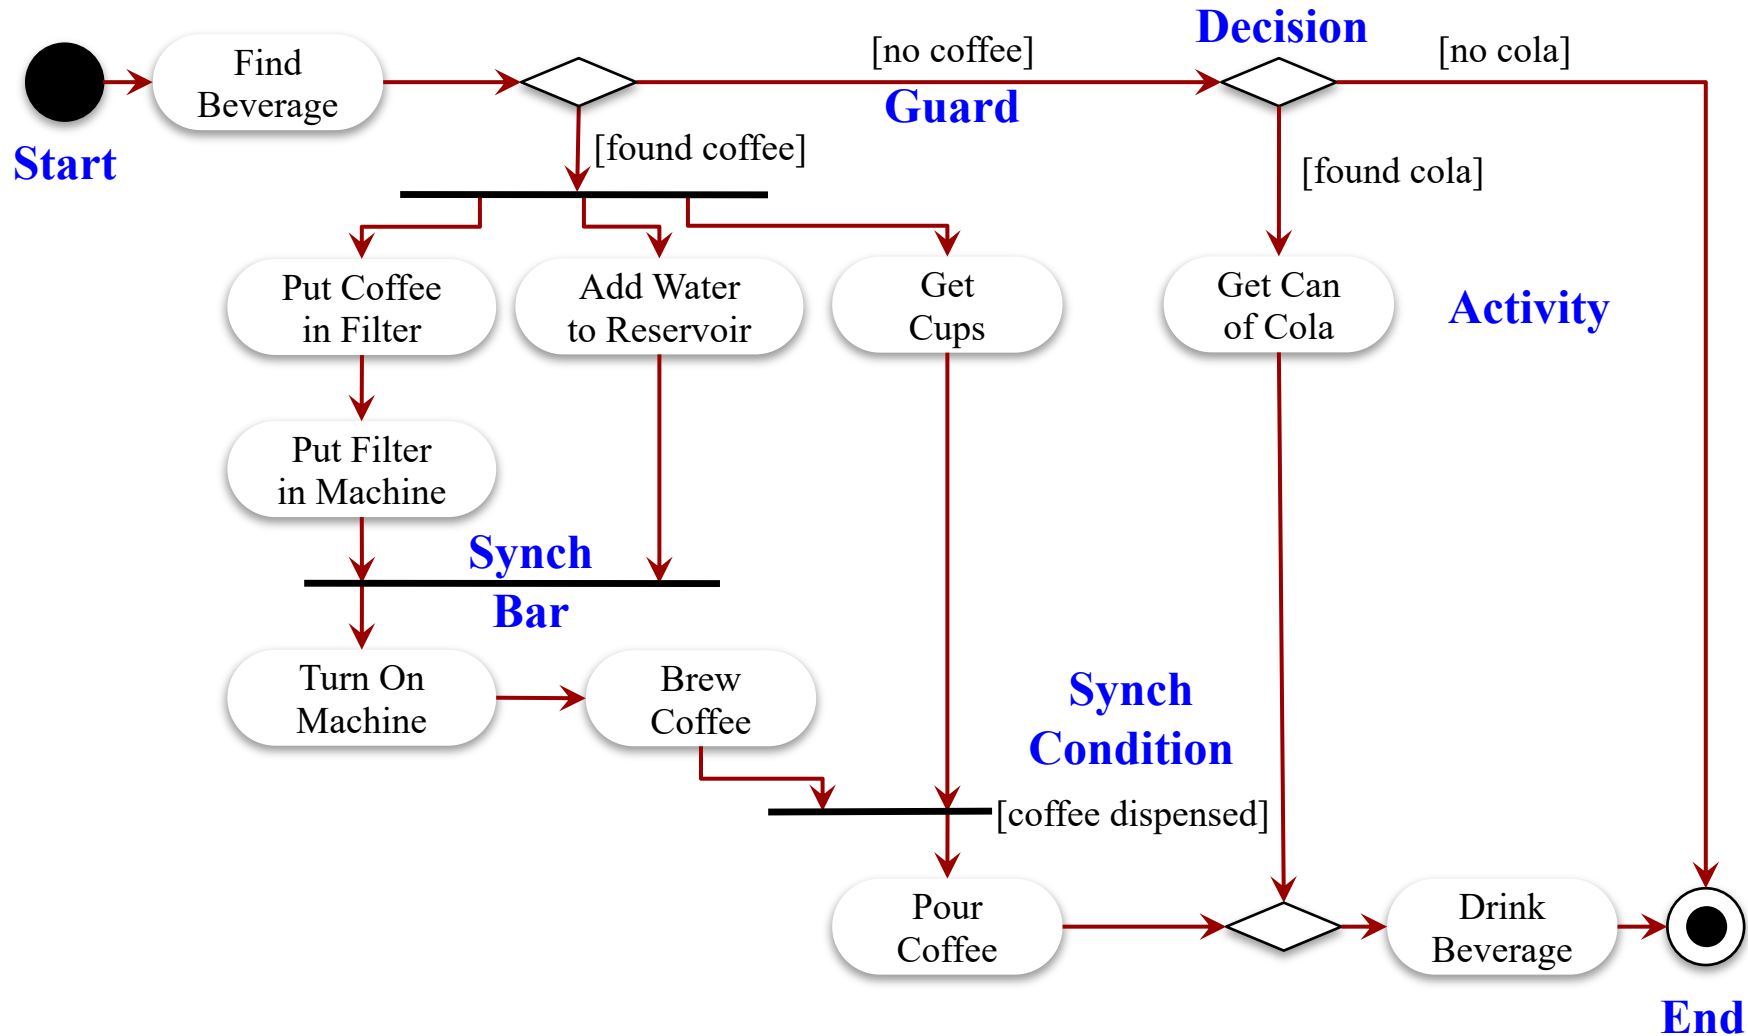 Decision
[no coffee]
[no cola]
Find
Beverage
Guard
Start
[found coffee]
[found cola]
Put Coffee
in Filter
Add Water
to Reservoir
Get
Cups
Get Can
of Cola
Activity
Put Filter
in Machine
Synch
Bar
Turn On
Machine
Brew
Coffee
Synch
Condition
[coffee dispensed]
Pour
Coffee
Drink
Beverage
End